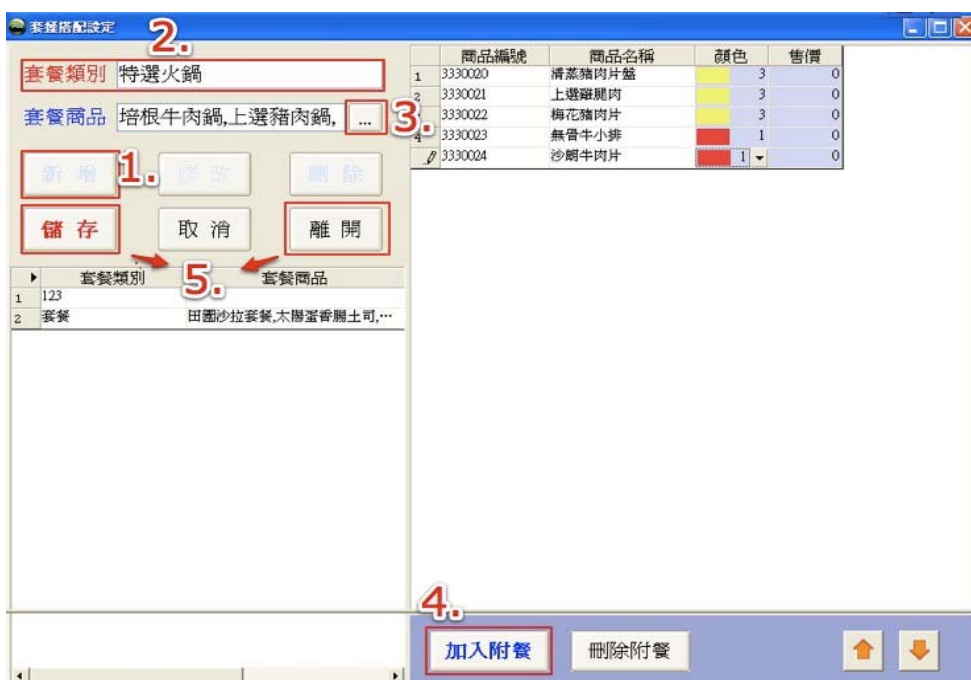 套餐搭配設定
2.
套餐類別 特選火鍋
套餐商品 培根牛肉鍋,上選豬肉鍋, ... 3.
新 增 1. 修 改 刪 除
儲 存 取 消 離 開
5.
套餐類別 套餐商品
1 123
2 套餐 田園沙拉套餐,太陽蛋香腸土司,…
商品編號 商品名稱 顏色 售價
1 3330020 清蒸豬肉片盤 3 0
2 3330021 上選雞腿肉 3 0
3330022 梅花豬肉片 3 0
4 3330023 無骨牛小排 1 0
3330024 沙朗牛肉片 1 0
4.
加入附餐 刪除附餐